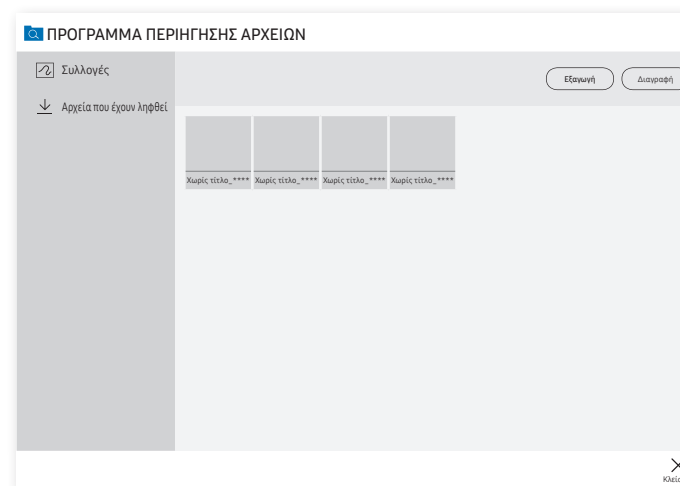 ΠΡΟΓΡΑΜΜΑ ΠΕΡΙΗΓΗΣΗΣ ΑΡΧΕΙΩΝ
Συλλογές
Εξαγωγή Διαγραφή
Αρχεία που έχουν ληφθεί
Χωρίς τίτλο_**** Χωρίς τίτλο_**** Χωρίς τίτλο_**** Χωρίς τίτλο_****